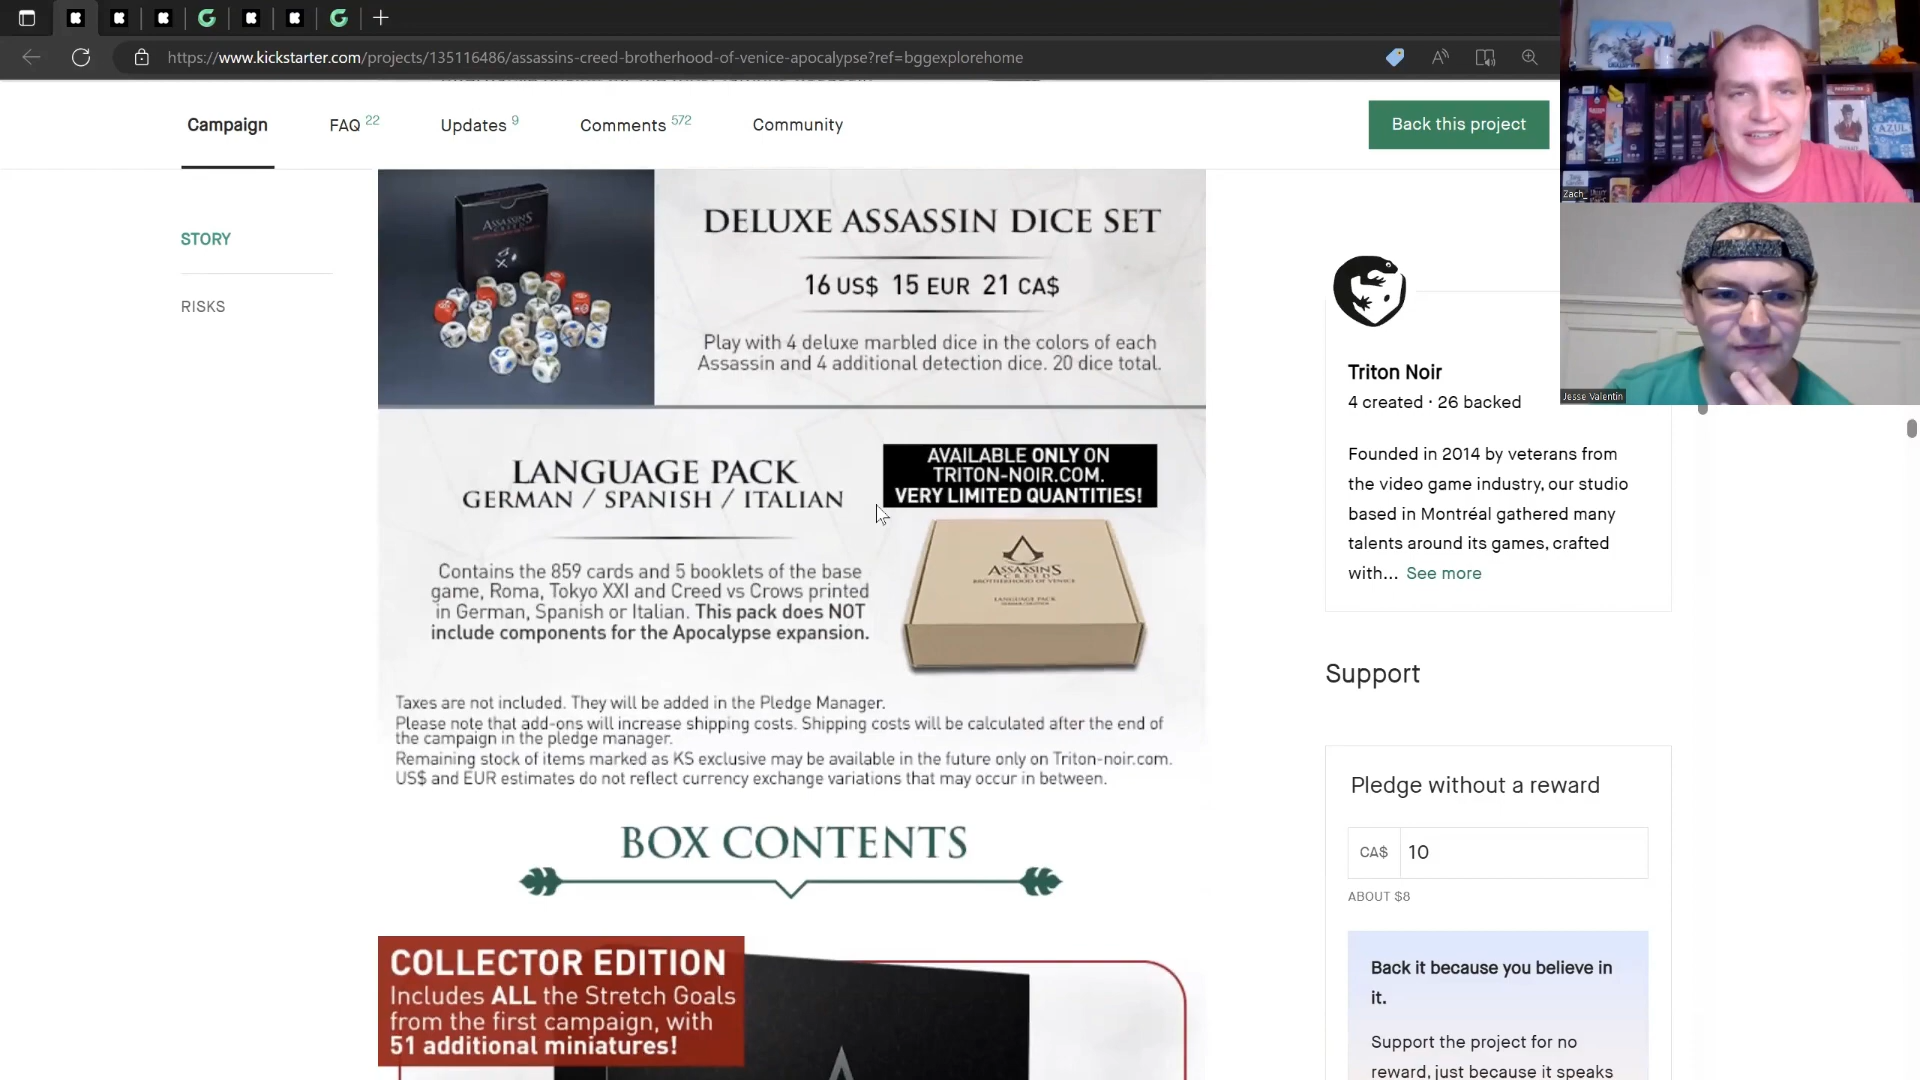 https://www.kickstarter.com/projects/135116486/assassins-creed-brotherhood-of-venice-apocalypse?ref=bggexplorehome
Campaign
FAQ 22
Updates 9
Comments 572
Community
Back this project
STORY
RISKS
ASSASSIN'S
CREED
DELUXE ASSASSIN DICE SET
16 US$ 15 EUR 21 CA$
Play with 4 deluxe marbled dice in the colors of each
Assassin and 4 additional detection dice. 20 dice total.
LANGUAGE PACK
GERMAN / SPANISH / ITALIAN
AVAILABLE ONLY ON
TRITON-NOIR.COM.
VERY LIMITED QUANTITIES!
Contains the 859 cards and 5 booklets of the base
game, Roma, Tokyo XXI and Creed vs Crows printed
in German, Spanish or Italian. This pack does NOT
include components for the Apocalypse expansion.
ASSASSIN'S
CREED
BROTHERHOOD OF VENICE
LANGUAGE PACK
Taxes are not included. They will be added in the Pledge Manager.
Please note that add-ons will increase shipping costs. Shipping costs will be calculated after the end of
the campaign in the pledge manager.
Remaining stock of items marked as KS exclusive may be available in the future only on Triton-noir.com.
US$ and EUR estimates do not reflect currency exchange variations that may occur in between.
BOX CONTENTS
COLLECTOR EDITION
Includes ALL the Stretch Goals
from the first campaign, with
51 additional miniatures!
Triton Noir
4 created · 26 backed
Founded in 2014 by veterans from
the video game industry, our studio
based in Montréal gathered many
talents around its games, crafted
with... See more
Support
Pledge without a reward
CA$ 10
ABOUT $8
Back it because you believe in
it.
Support the project for no
reward, just because it speaks
Zach_
AZUL
Jesse Valentin